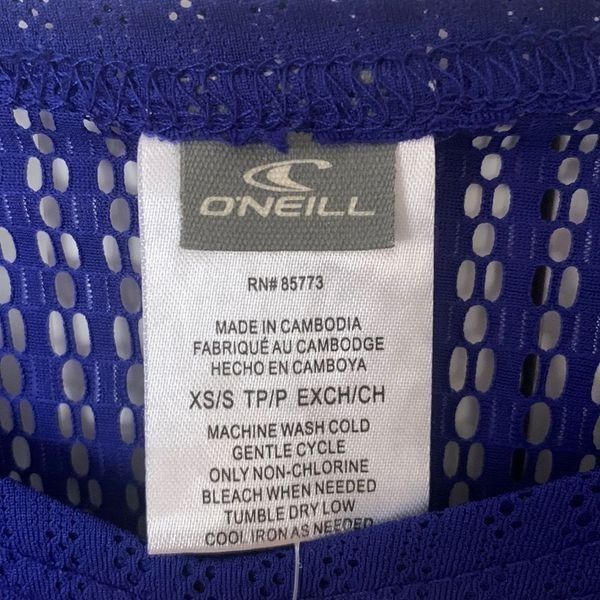 O'NEILL
RN# 85773
MADE IN CAMBODIA
FABRIQUÉ AU CAMBODGE
HECHO EN CAMBOYA
XS/S TP/P EXCH/CH
MACHINE WASH COLD
GENTLE CYCLE
ONLY NON-CHLORINE
BLEACH WHEN NEEDED
TUMBLE DRY LOW
COOL IRON AS NEEDED